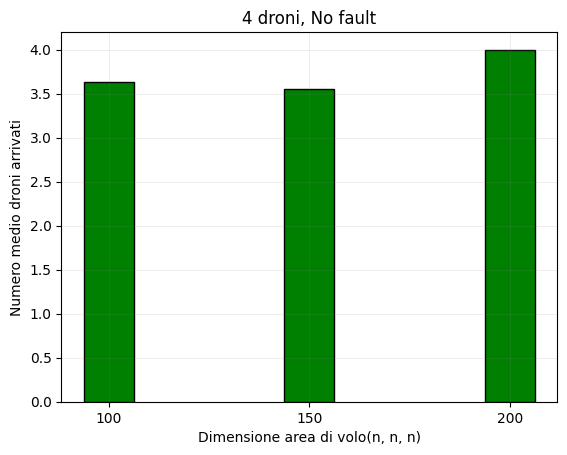 4 droni, No fault
Numero medio droni arrivati
4.0
3.5
3.0
2.5
2.0
1.5
1.0
0.5
0.0
100 150 200
Dimensione area di volo(n, n, n)